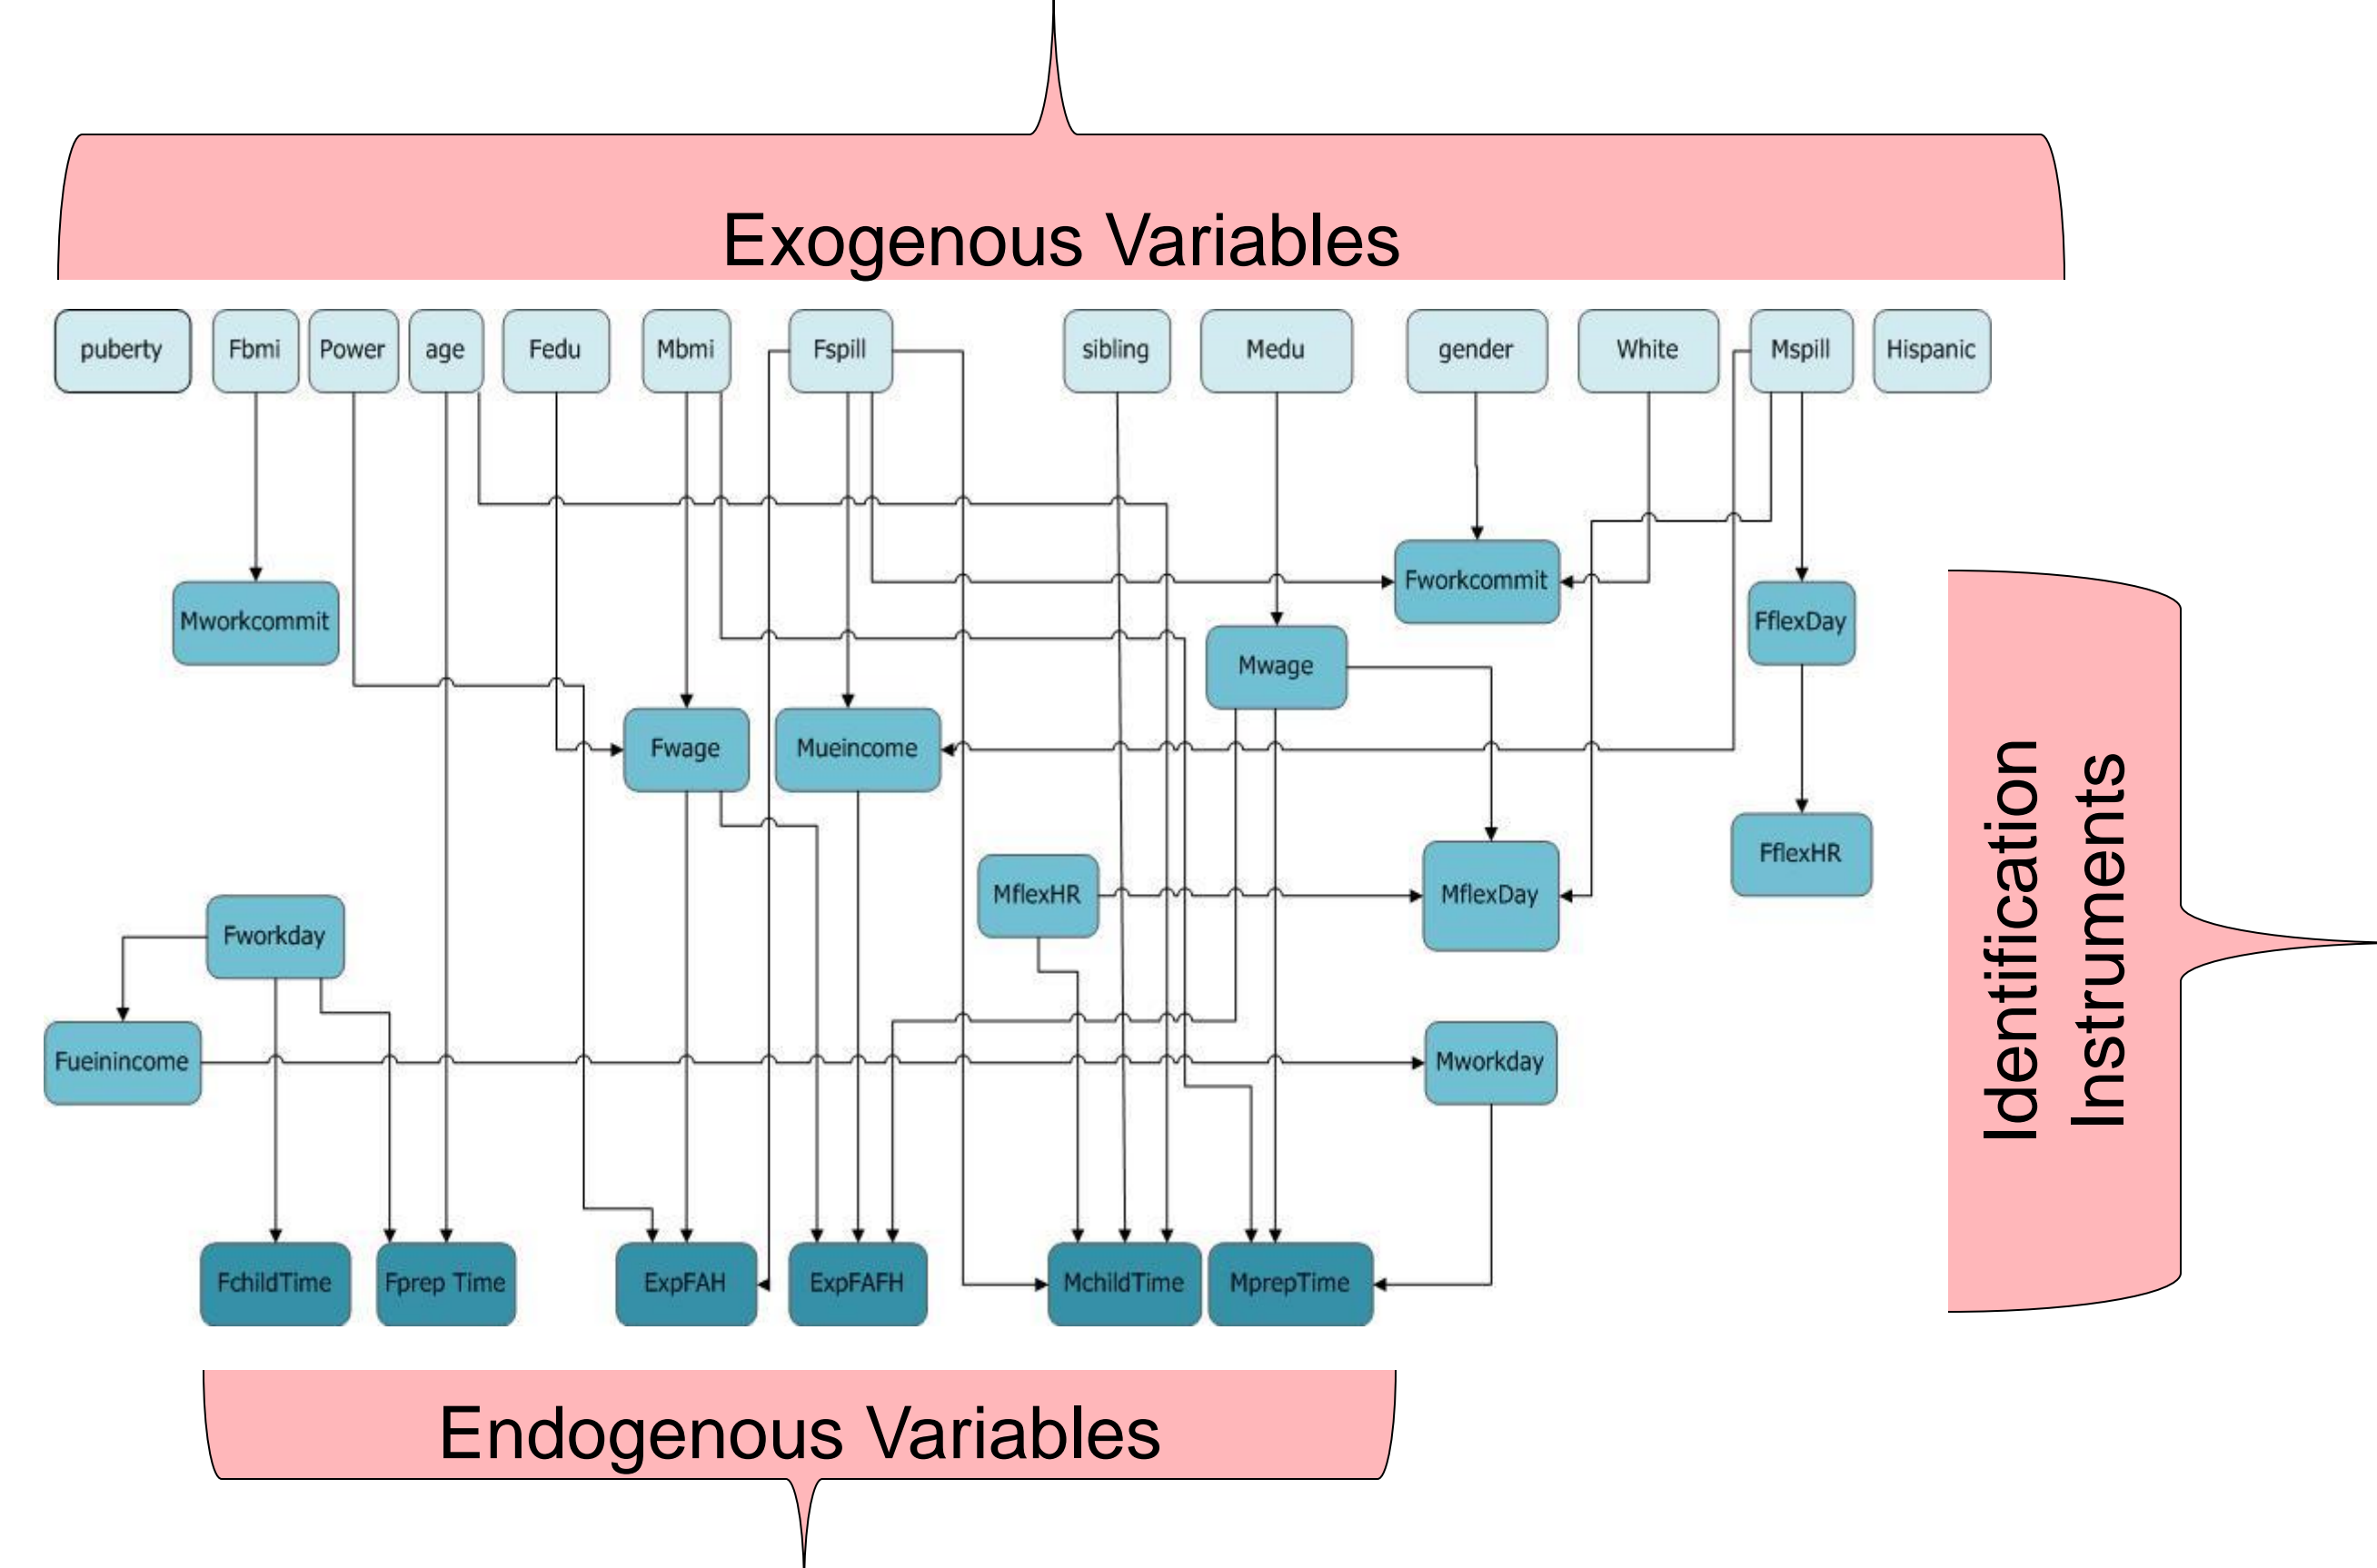 Exogenous Variables
puberty
Fbmi
Power
age
Fedu
Mbmi
Fspill
sibling
Medu
gender
White
Mspill
Hispanic
Fworkcommit
Mworkcommit
FflexDay
Mwage
Fwage
Mueincome
FflexHR
MflexHR
MflexDay
Fworkday
Fueinincome
Mworkday
Identification
Instruments
FchildTime
Fprep Time
ExpFAH
ExpFAFH
MchildTime
MprepTime
Endogenous Variables